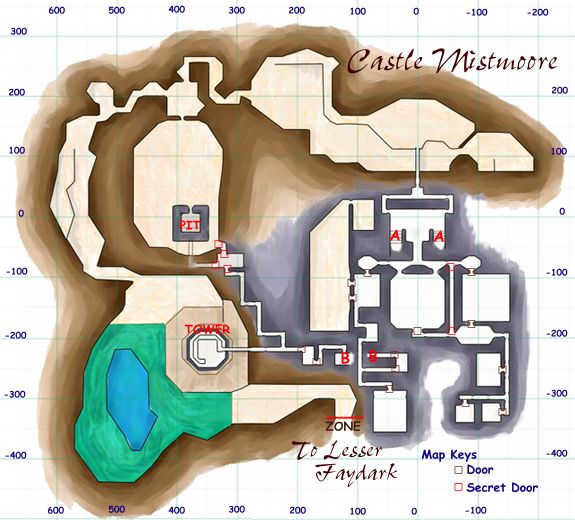 600 500 400 300 200 100 0 -100 -200
300 300
Castle Mistmoore
200 200
100 100
0 0
PIT
A A
-100 -100
-200 -200
TOWER
B B
-300 -300
ZONE
To Lesser
Faydark
-400 -400
Map Keys
Door
Secret Door
600 500 400 300 200 100 0 -100